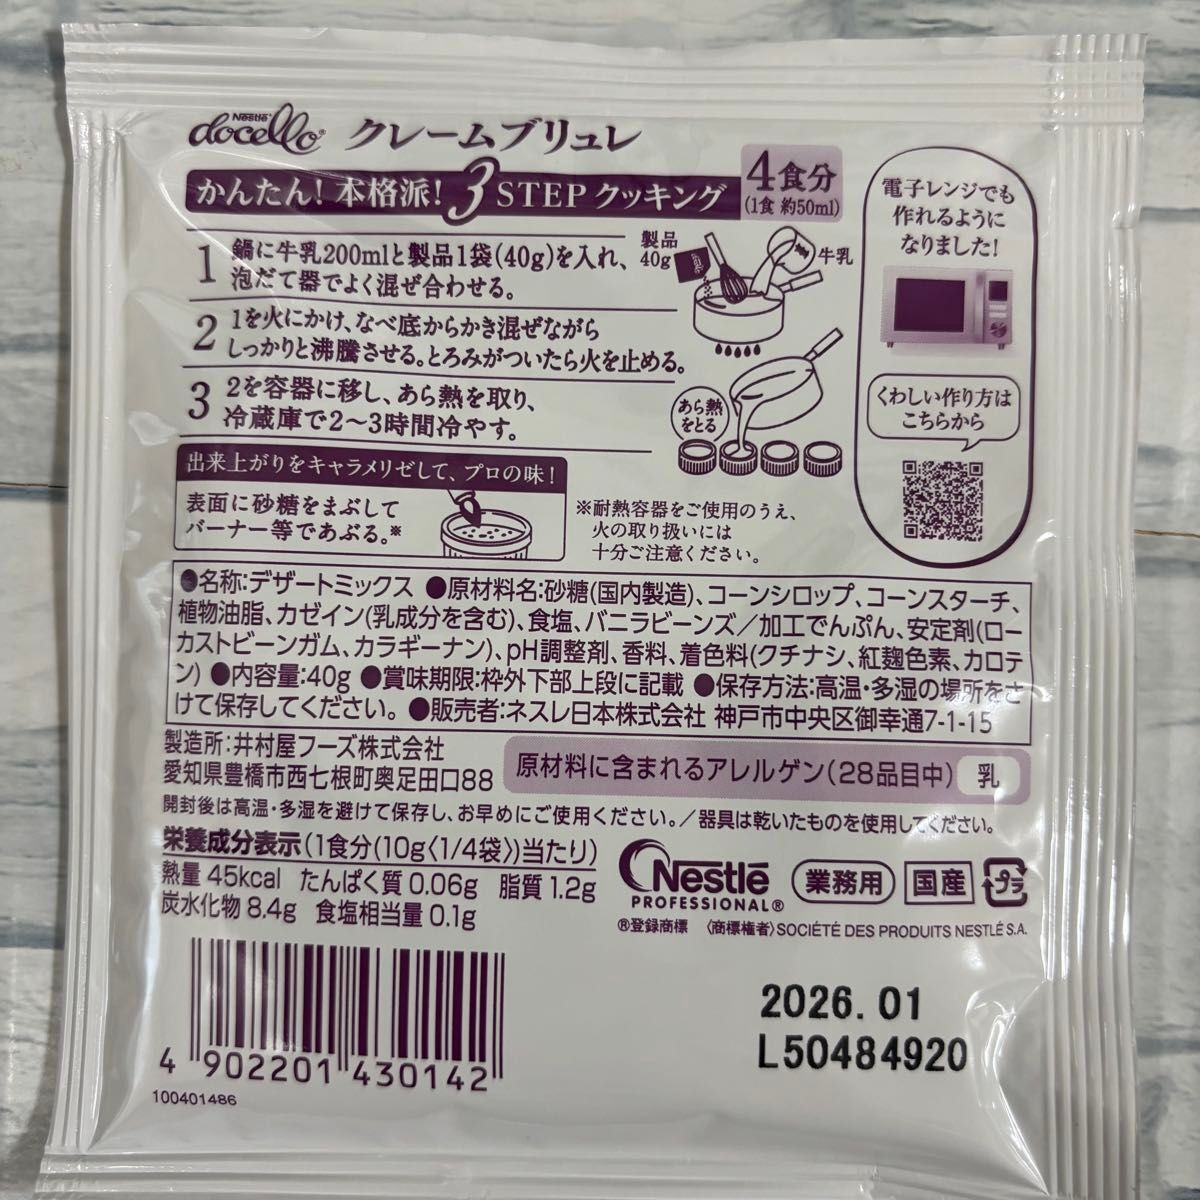 Nestlé
docello® クレームブリュレ
かんたん! 本格派! 3 STEP クッキング
4食分
(1食 約50ml)
1 鍋に牛乳200mlと製品1袋(40g)を入れ、
泡だて器でよく混ぜ合わせる。
製品
40g
牛乳
2 1を火にかけ、なべ底からかき混ぜながら
しっかりと沸騰させる。とろみがついたら火を止める。
3 2を容器に移し、あら熱を取り、
冷蔵庫で2〜3時間冷やす。
あら熱
をとる
出来上がりをキャラメリゼして、プロの味!
表面に砂糖をまぶして
バーナー等であぶる。※
※耐熱容器をご使用のうえ、
火の取り扱いには
十分ご注意ください。
電子レンジでも
作れるように
なりました!
くわしい作り方は
こちらから
●名称:デザートミックス ●原材料名:砂糖(国内製造)、コーンシロップ、コーンスターチ、
植物油脂、カゼイン(乳成分を含む)、食塩、バニラビーンズ/加工でんぷん、安定剤(ロー
カストビーンガム、カラギーナン)、pH調整剤、香料、着色料(クチナシ、紅麹色素、カロテ
ン) ●内容量:40g ●賞味期限:枠外下部上段に記載 ●保存方法:高温・多湿の場所をさ
けて保存してください。 ●販売者:ネスレ日本株式会社 神戸市中央区御幸通7-1-15
製造所:井村屋フーズ株式会社
愛知県豊橋市西七根町奥足田口88
原材料に含まれるアレルゲン(28品目中) 乳
開封後は高温・多湿を避けて保存し、お早めにご使用ください。/器具は乾いたものを使用してください。
栄養成分表示(1食分(10g〈1/4袋〉)当たり)
熱量 45kcal たんぱく質 0.06g 脂質 1.2g
炭水化物 8.4g 食塩相当量 0.1g
Nestlé
PROFESSIONAL®
業務用
国産
プラ
®登録商標 〈商標権者〉SOCIÉTÉ DES PRODUITS NESTLÉ S.A.
2026.01
L50484920
4 902201 430142
100401486